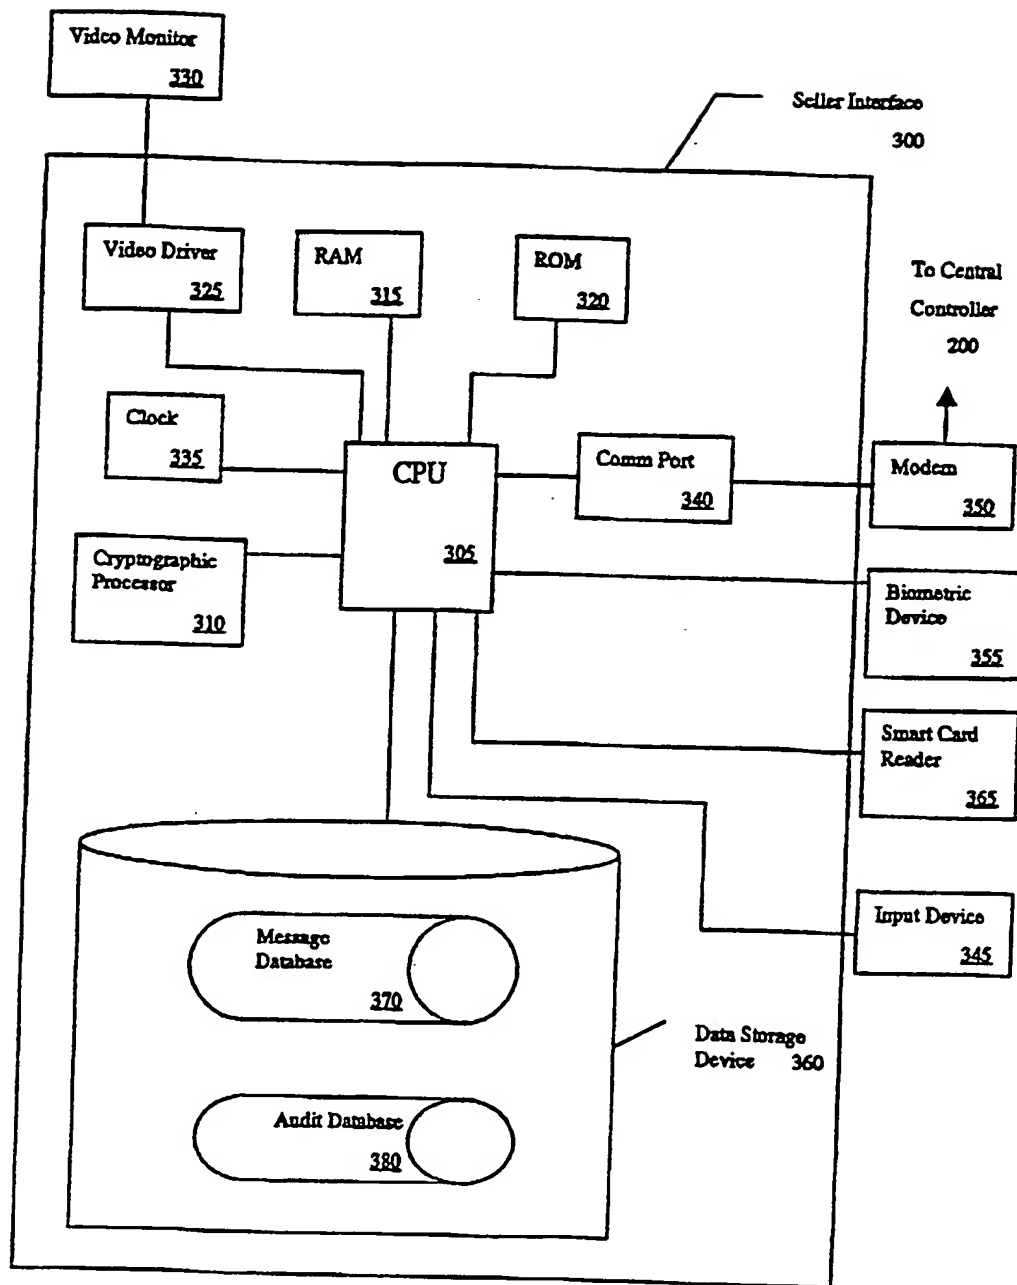 Video Monitor
330
Seller Interface
300
Video Driver
325
RAM
315
ROM
320
To Central
Controller
200
Clock
335
CPU
305
Comm Port
340
Modem
350
Cryptographic
Processor
310
Biometric
Device
355
Smart Card
Reader
365
Input Device
345
Message
Database
370
Data Storage
Device 360
Audit Database
380